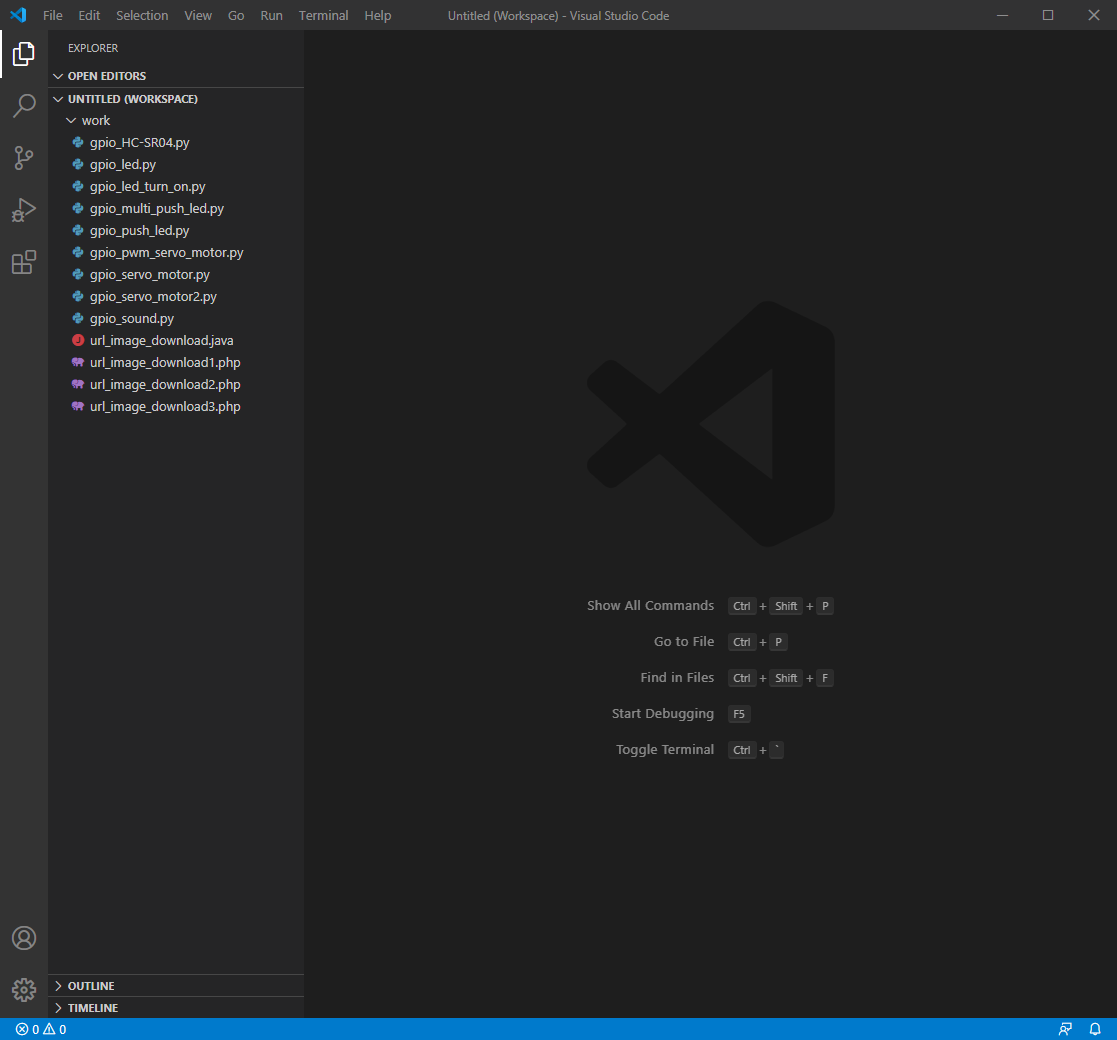 File Edit Selection View Go Run Terminal Help Untitled (Workspace) - Visual Studio Code
EXPLORER
OPEN EDITORS
UNTITLED (WORKSPACE)
work
gpio_HC-SR04.py
gpio_led.py
gpio_led_turn_on.py
gpio_multi_push_led.py
gpio_push_led.py
gpio_pwm_servo_motor.py
gpio_servo_motor.py
gpio_servo_motor2.py
gpio_sound.py
url_image_download.java
url_image_download1.php
url_image_download2.php
url_image_download3.php
Show All Commands Ctrl + Shift + P
Go to File Ctrl + P
Find in Files Ctrl + Shift + F
Start Debugging F5
Toggle Terminal Ctrl + `
OUTLINE
TIMELINE
0 0